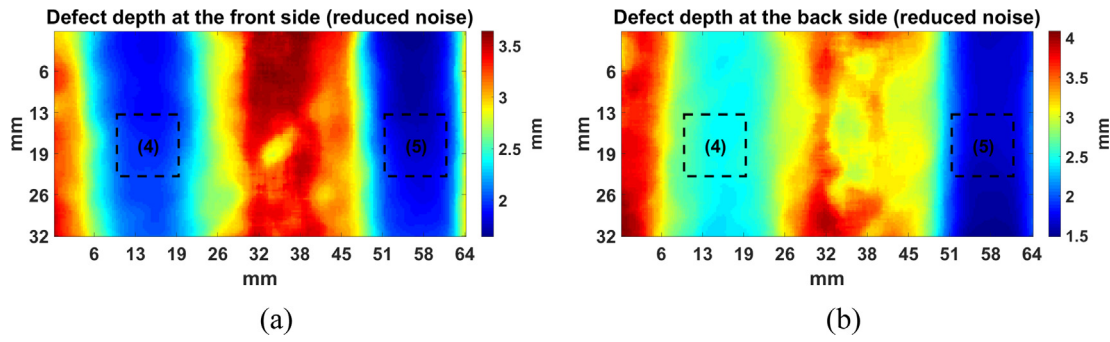 Defect depth at the front side (reduced noise)
mm
6
13
19
26
32
6 13 19 26 32 38 45 51 58 64
mm
(4)
(5)
3.5
3
2.5
2
mm
(a)
Defect depth at the back side (reduced noise)
mm
6
13
19
26
32
6 13 19 26 32 38 45 51 58 64
mm
(4)
(5)
4
3.5
3
2.5
2
1.5
mm
(b)